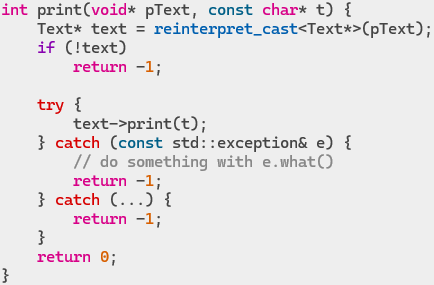 int print(void* pText, const char* t) {
    Text* text = reinterpret_cast<Text*>(pText);
    if (!text)
        return -1;

    try {
        text->print(t);
    } catch (const std::exception& e) {
        // do something with e.what()
        return -1;
    } catch (...) {
        return -1;
    }
    return 0;
}